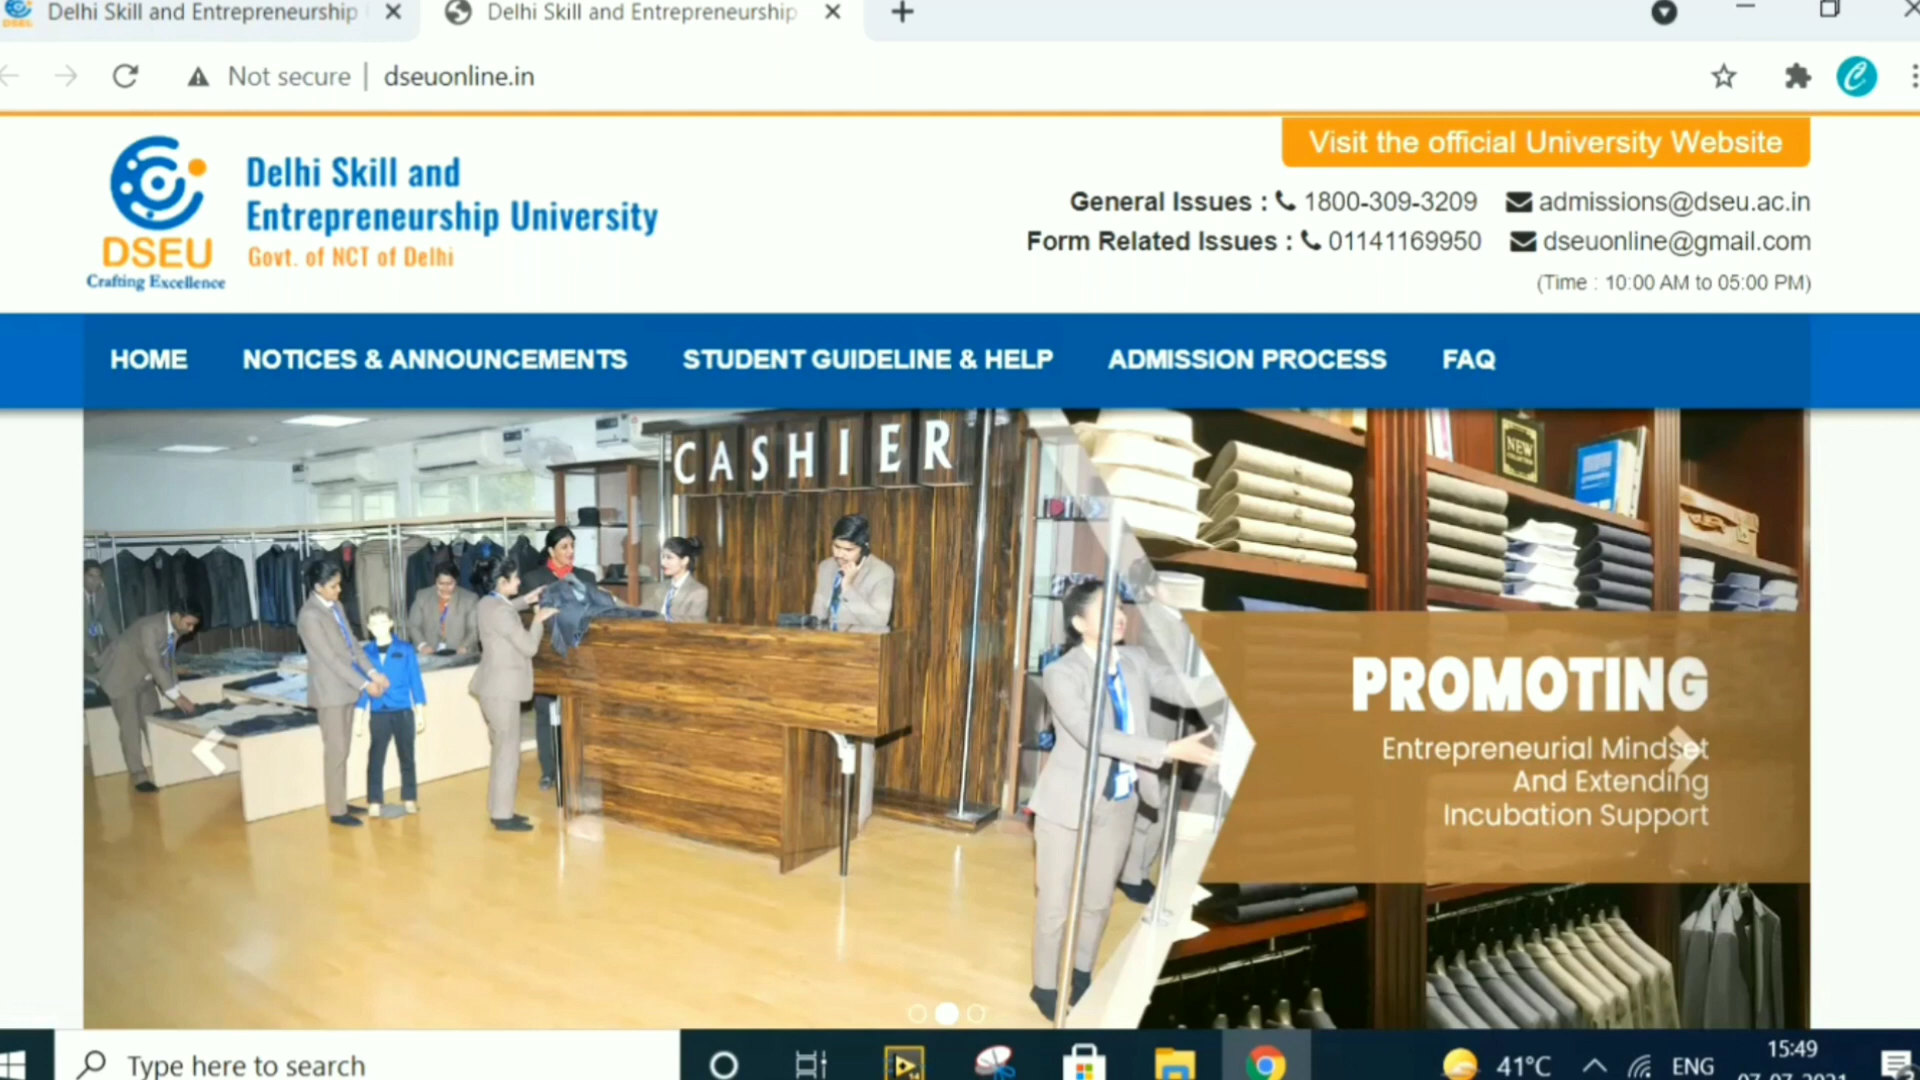 Delhi Skill and Entrepreneurship
Delhi Skill and Entrepreneurship
Not secure | dseuonline.in
Visit the official University Website
Delhi Skill and
Entrepreneurship University
Govt. of NCT of Delhi
DSEU
Crafting Excellence
General Issues : 1800-309-3209 admissions@dseu.ac.in
Form Related Issues : 01141169950 dseuonline@gmail.com
(Time : 10:00 AM to 05:00 PM)
HOME NOTICES & ANNOUNCEMENTS STUDENT GUIDELINE & HELP ADMISSION PROCESS FAQ
CASHIER
NEW
PROMOTING
Entrepreneurial Mindset
And Extending
Incubation Support
Type here to search
41°C ENG 15:49